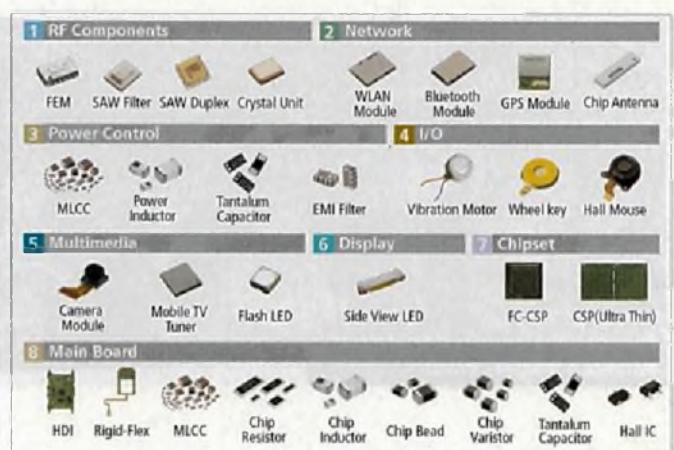 1 RF Components
2 Network
FEM
SAW Filter
SAW Duplex
Crystal Unit
WLAN
Module
Bluetooth
Module
GPS Module
Chip Antenna
3 Power Control
4 I/O
MLCC
Power
Inductor
Tantalum
Capacitor
EMI Filter
Vibration Motor
Wheel key
Hall Mouse
5 Multimedia
6 Display
7 Chipset
Camera
Module
Mobile TV
Tuner
Flash LED
Side View LED
FC-CSP
CSP(Ultra Thin)
8 Main Board
HDI
Rigid-Flex
MLCC
Chip
Resistor
Chip
Inductor
Chip Bead
Chip
Varistor
Tantalum
Capacitor
Hall IC